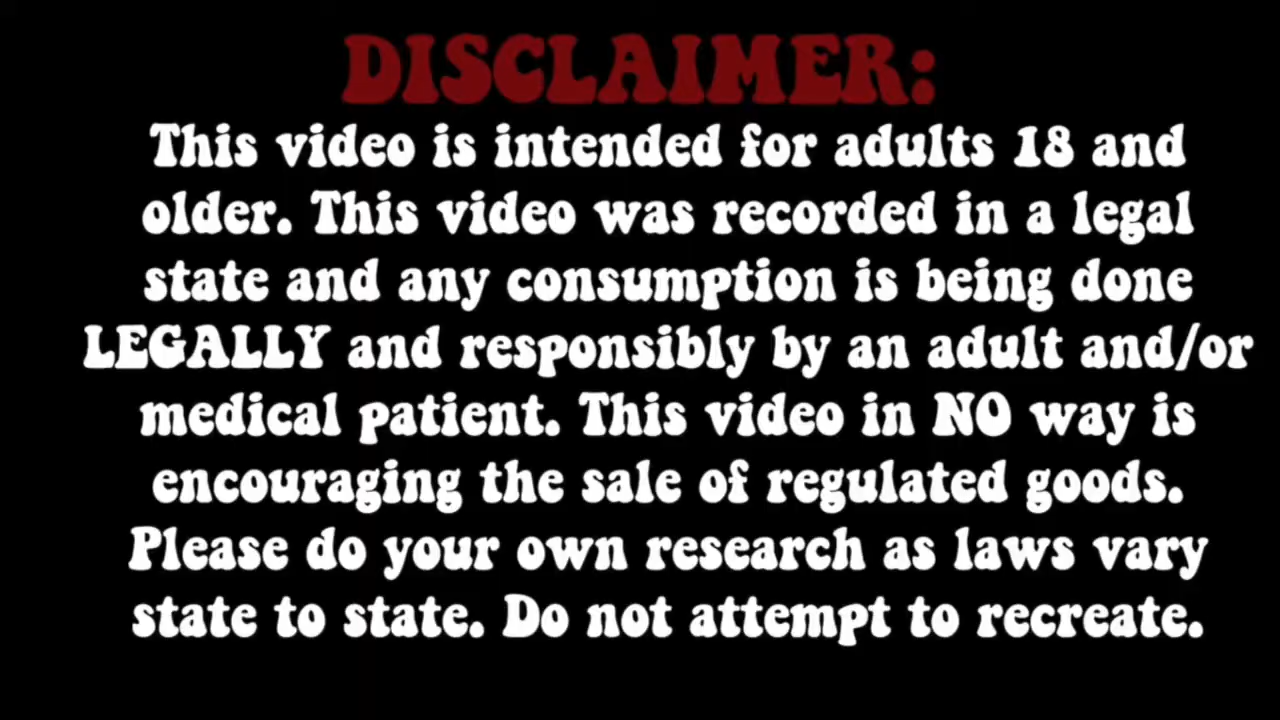 DISCLAIMER:
This video is intended for adults 18 and
older. This video was recorded in a legal
state and any consumption is being done
LEGALLY and responsibly by an adult and/or
medical patient. This video in NO way is
encouraging the sale of regulated goods.
Please do your own research as laws vary
state to state. Do not attempt to recreate.